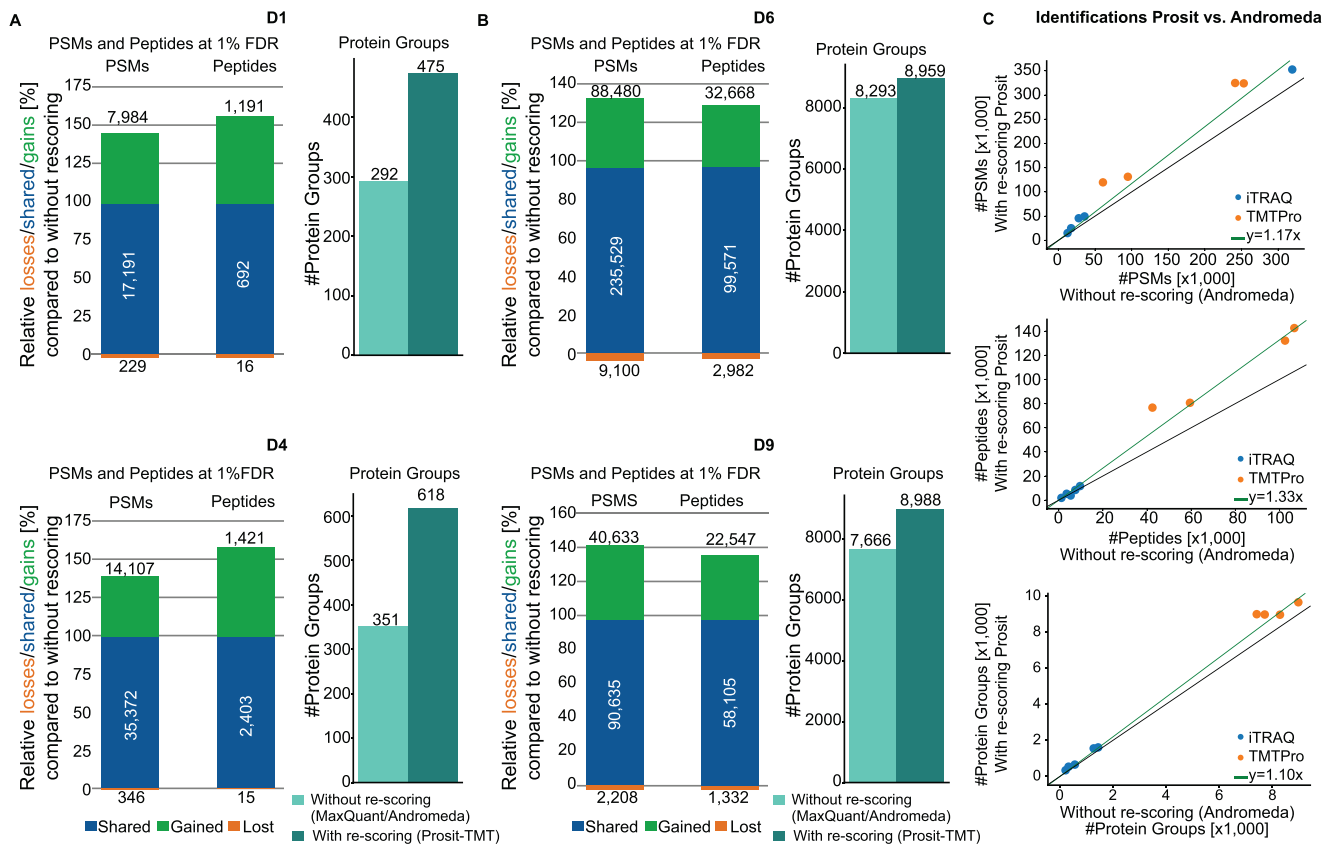 A
D1
PSMs and Peptides at 1% FDR
PSMs
Peptides
Relative losses/shared/gains [%]
compared to without rescoring
175
150
125
100
75
50
25
0
7,984
1,191
17,191
692
229
16
Protein Groups
#Protein Groups
400
300
200
100
0
292
475
B
D6
PSMs and Peptides at 1% FDR
PSMs
Peptides
Relative losses/shared/gains [%]
compared to without rescoring
140
120
100
80
60
40
20
0
88,480
32,668
235,529
99,571
9,100
2,982
Protein Groups
#Protein Groups
8000
6000
4000
2000
0
8,293
8,959
D4
PSMs and Peptides at 1%FDR
PSMs
Peptides
Relative losses/shared/gains [%]
compared to without rescoring
175
150
125
100
75
50
25
0
14,107
1,421
35,372
2,403
346
15
Shared
Gained
Lost
Protein Groups
#Protein Groups
600
500
400
300
200
100
0
351
618
Without re-scoring
(MaxQuant/Andromeda)
With re-scoring (Prosit-TMT)
D9
PSMs and Peptides at 1% FDR
PSMS
Peptides
Relative losses/shared/gains [%]
compared to without rescoring
160
140
120
100
80
60
40
20
0
40,633
22,547
90,635
58,105
2,208
1,332
Shared
Gained
Lost
Protein Groups
#Protein Groups
8000
6000
4000
2000
0
7,666
8,988
Without re-scoring
(MaxQuant/Andromeda)
With re-scoring (Prosit-TMT)
C
Identifications Prosit vs. Andromeda
#PSMs [x1,000]
With re-scoring Prosit
350
300
250
200
150
100
50
0
iTRAQ
TMTPro
y=1.17x
0 50 100 150 200 250 300
#PSMs [x1,000]
Without re-scoring (Andromeda)
#Peptides [x1,000]
With re-scoring Prosit
140
120
100
80
60
40
20
0
iTRAQ
TMTPro
y=1.33x
0 20 40 60 80 100
#Peptides [x1,000]
Without re-scoring (Andromeda)
#Protein Groups [x1,000]
With re-scoring Prosit
10
8
6
4
2
0
iTRAQ
TMTPro
y=1.10x
0 2 4 6 8
Without re-scoring (Andromeda)
#Protein Groups [x1,000]